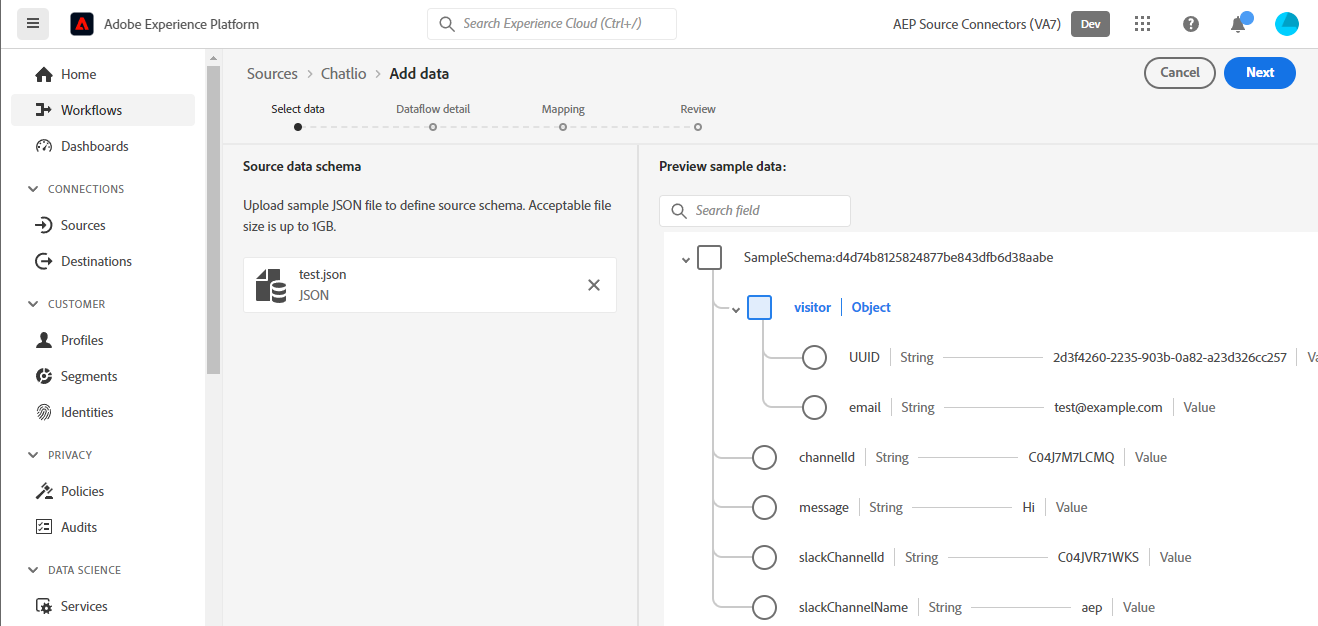 Adobe Experience Platform
Search Experience Cloud (Ctrl+/)
AEP Source Connectors (VA7)
Dev
Home
Workflows
Dashboards
CONNECTIONS
Sources
Destinations
CUSTOMER
Profiles
Segments
Identities
PRIVACY
Policies
Audits
DATA SCIENCE
Services
Sources > Chatlio > Add data
Cancel
Next
Select data
Dataflow detail
Mapping
Review
Source data schema
Upload sample JSON file to define source schema. Acceptable file
size is up to 1GB.
test.json
JSON
Preview sample data:
Search field
SampleSchema:d4d74b8125824877be843dfb6d38aabe
visitor | Object
UUID | String 2d3f4260-2235-903b-0a82-a23d326cc257 | Va
email | String test@example.com | Value
channelId | String C04J7M7LCMQ | Value
message | String Hi | Value
slackChannelId | String C04JVR71WKS | Value
slackChannelName | String aep | Value